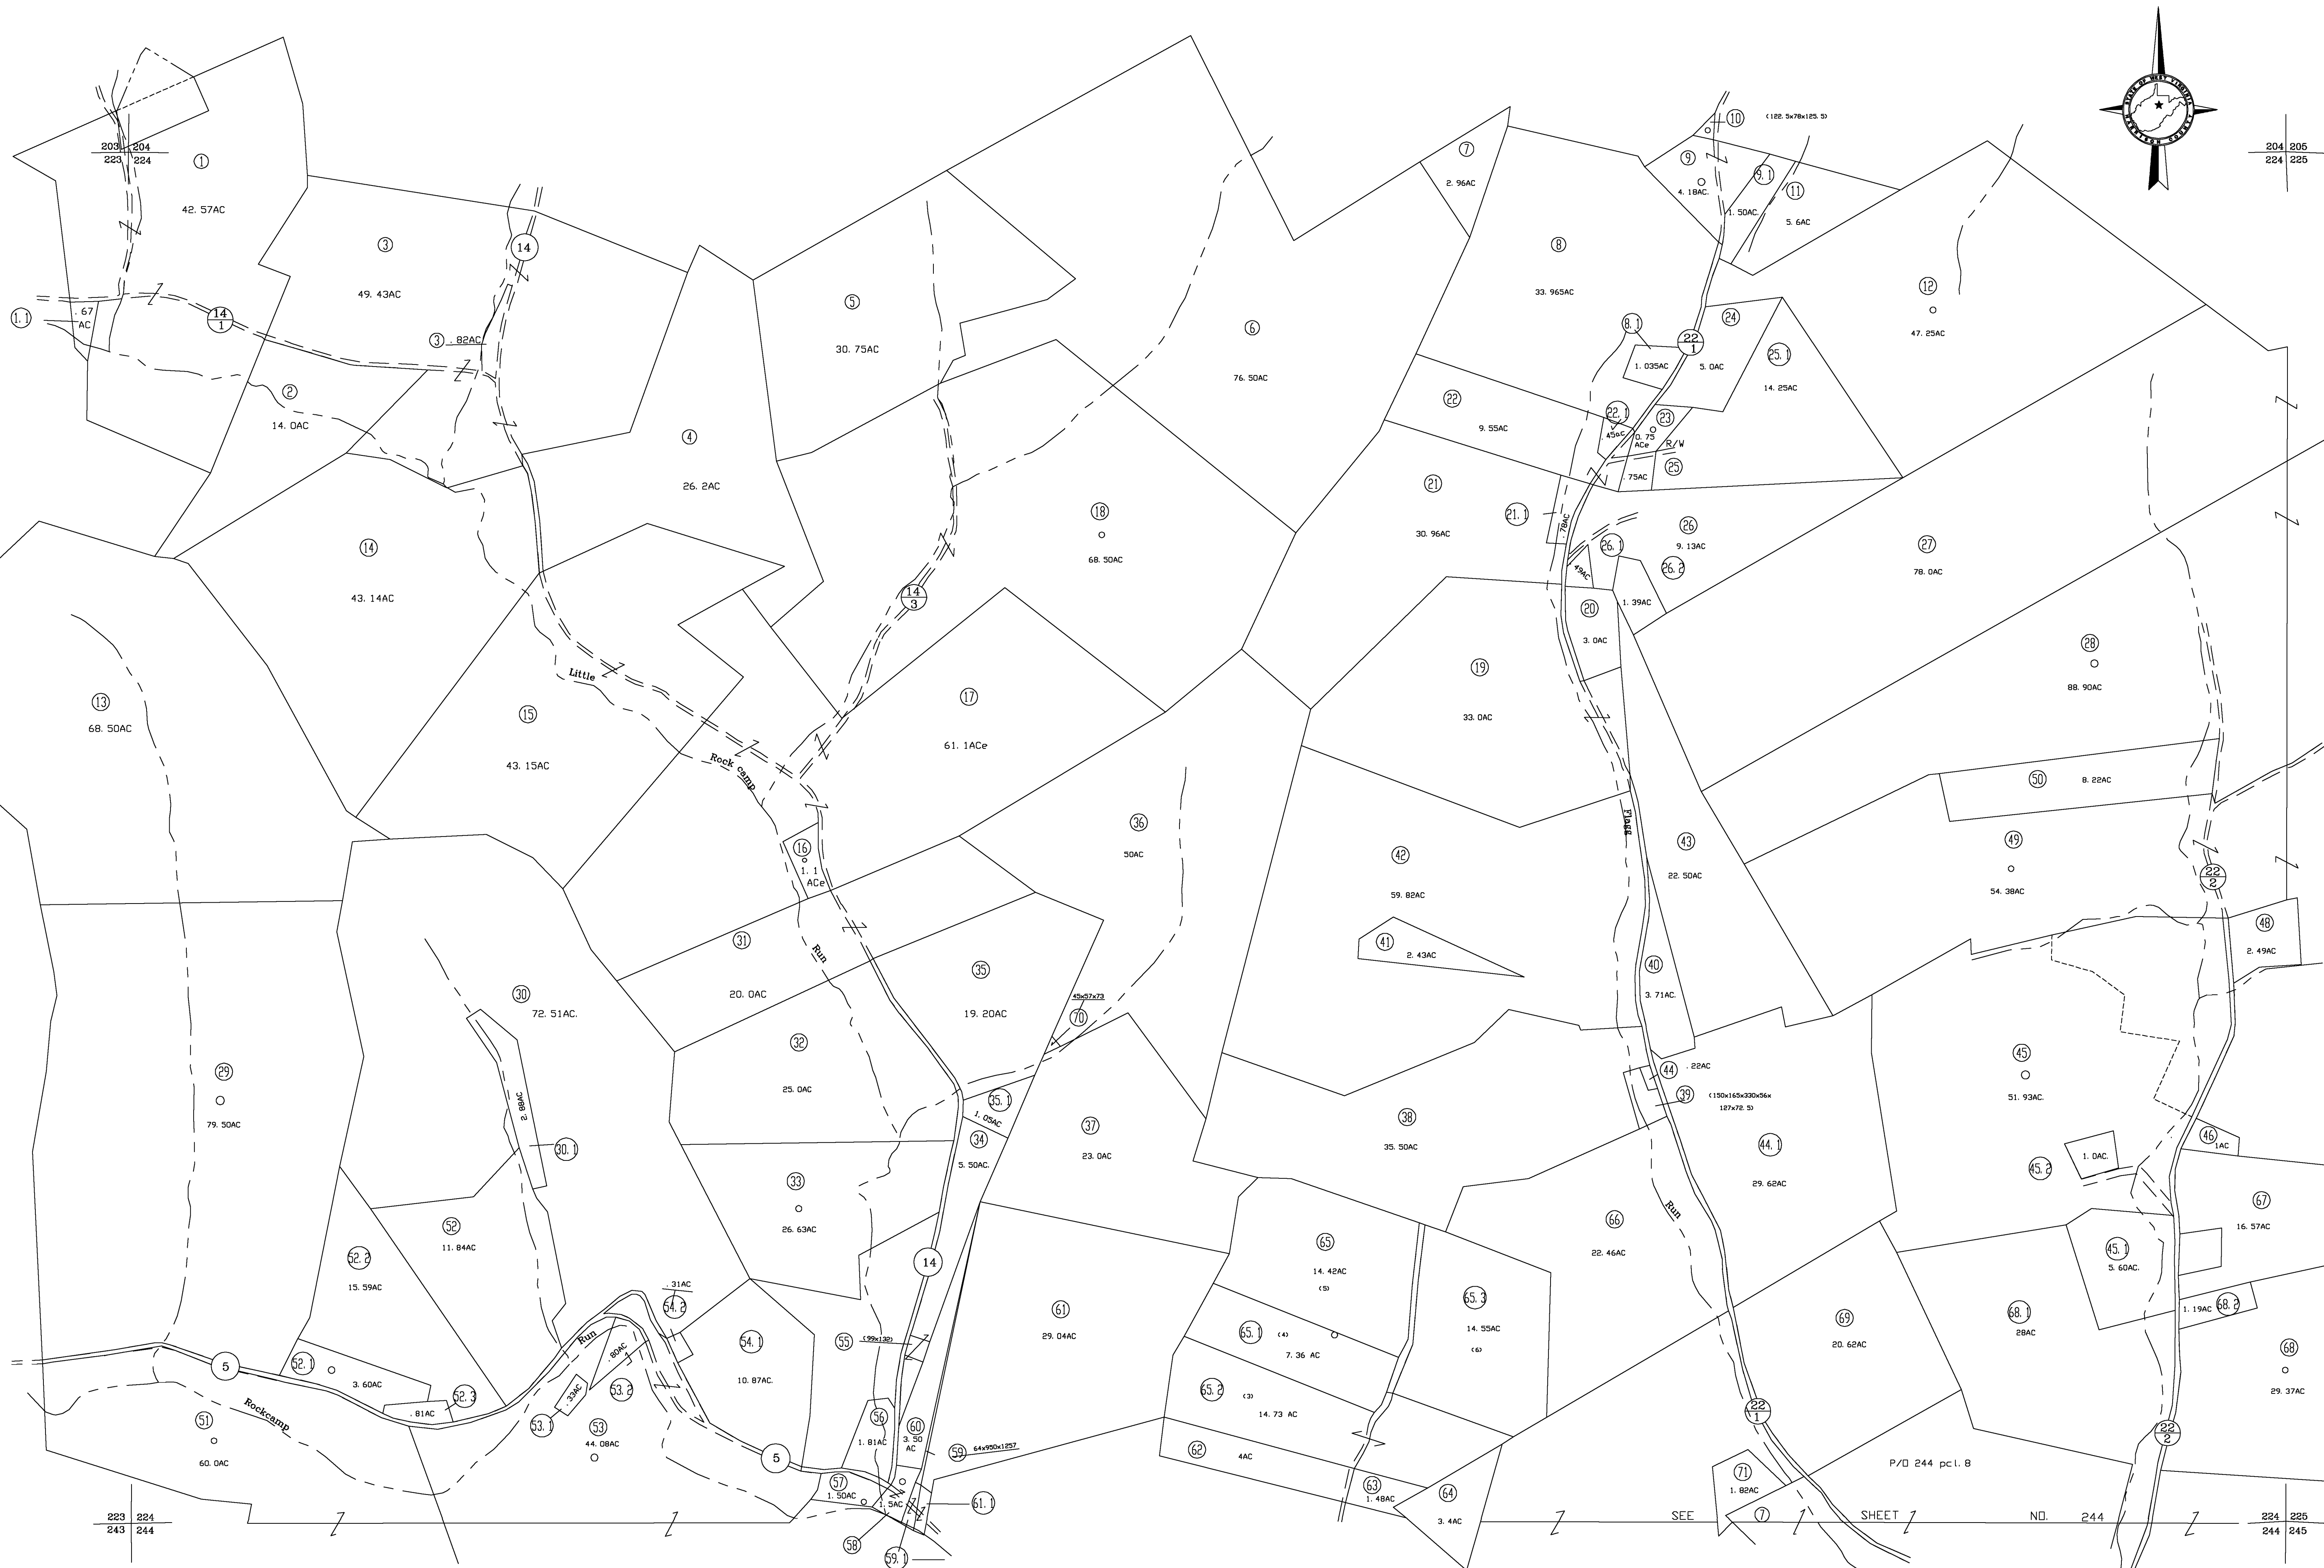 STATE OF WEST VIRGINIA
HARRISON COUNTY
203 204
223 224
204 205
224 225
1
42. 57AC
1. 1
. 67
AC
14
1
2
14. 0AC
3
49. 43AC
3 . 82AC
14
4
26. 2AC
5
30. 75AC
6
76. 50AC
7
2. 96AC
8
33. 965AC
8. 1
1. 035AC
9
4. 18AC.
9. 1
1. 50AC.
10
(122. 5x78x125. 5)
11
5. 6AC
12
47. 25AC
22
1
24
5. 0AC
25. 1
14. 25AC
22
9. 55AC
22. 1
. 45ac
23
0. 75
ACe
R/W
25
. 75AC
21
30. 96AC
21. 1
. 78AC
26
9. 13AC
26. 1
. 49AC
26. 2
1. 39AC
27
78. 0AC
28
88. 90AC
13
68. 50AC
14
43. 14AC
15
43. 15AC
Little
Rock camp
Run
14
3
18
68. 50AC
17
61. 1ACe
16
1. 1
ACe
19
33. 0AC
20
3. 0AC
Flagg
Run
50
8. 22AC
49
54. 38AC
22
2
48
2. 49AC
36
50AC
42
59. 82AC
41
2. 43AC
43
22. 50AC
40
3. 71AC.
29
79. 50AC
30
72. 51AC.
30. 1
2. 88AC
31
20. 0AC
32
25. 0AC
33
26. 63AC
35
19. 20AC
45x57x73
70
35. 1
1. 05AC
34
5. 50AC.
37
23. 0AC
38
35. 50AC
44
. 22AC
39
(150x165x330x56x
127x72. 5)
44. 1
29. 62AC
45
51. 93AC.
45. 2
1. 0AC.
46
1AC
67
16. 57AC
45. 1
5. 60AC.
68. 2
1. 19AC
68. 1
28AC
68
29. 37AC
69
20. 62AC
66
22. 46AC
65
14. 42AC
(5)
65. 1 (4)
7. 36 AC
65. 2 (3)
14. 73 AC
65. 3
14. 55AC
(6)
61
29. 04AC
62
4AC
63
1. 48AC
64
3. 4AC
52
11. 84AC
52. 2
15. 59AC
52. 1
3. 60AC
52. 3
. 81AC
5
Rockcamp
Run
51
60. 0AC
53
44. 08AC
53. 1
. 33AC
53. 2
. 80AC
54. 2
. 31AC
54. 1
10. 87AC.
5
55
(99x132)
14
56
1. 81AC
57
1. 50AC
58
1. 5AC
60
3. 50
AC
59
64x950x1257
59. 1
61. 1
22
1
22
2
71
1. 82AC
7
P/O 244 pcl. 8
SEE SHEET NO. 244
223 224
243 244
224 225
244 245